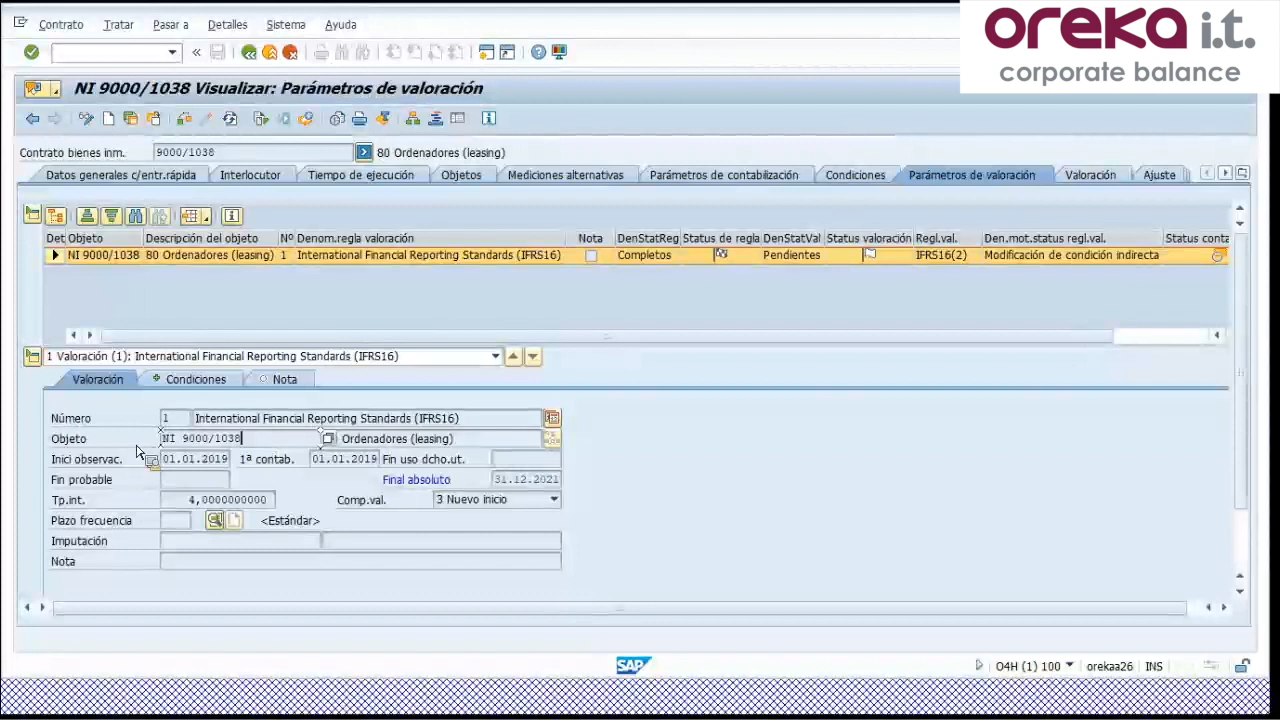 Contrato Tratar Pasar a Detalles Sistema Ayuda
oreka i.t.
corporate balance
NI 9000/1038 Visualizar: Parámetros de valoración
Contrato bienes inm. 9000/1038 80 Ordenadores (leasing)
Datos generales c/entr.rápida Interlocutor Tiempo de ejecución Objetos Mediciones alternativas Parámetros de contabilización Condiciones Parámetros de valoración Valoración Ajuste
Det Objeto Descripción del objeto Nº Denom.regla valoración Nota DenStatReg Status de regla DenStatVal Status valoración Regl.val. Den.mot.status regl.val. Status conta
NI 9000/1038 80 Ordenadores (leasing) 1 International Financial Reporting Standards (IFRS16) Completos Pendientes IFRS16(2) Modificación de condición indirecta
1 Valoración (1): International Financial Reporting Standards (IFRS16)
Valoración Condiciones Nota
Número 1 International Financial Reporting Standards (IFRS16)
Objeto NI 9000/1038 Ordenadores (leasing)
Inici observac. 01.01.2019 1ª contab. 01.01.2019 Fin uso dcho.ut.
Fin probable Final absoluto 31.12.2021
Tp.int. 4,0000000000 Comp.val. 3 Nuevo inicio
Plazo frecuencia <Estándar>
Imputación
Nota
SAP O4H (1) 100 orekaa26 INS